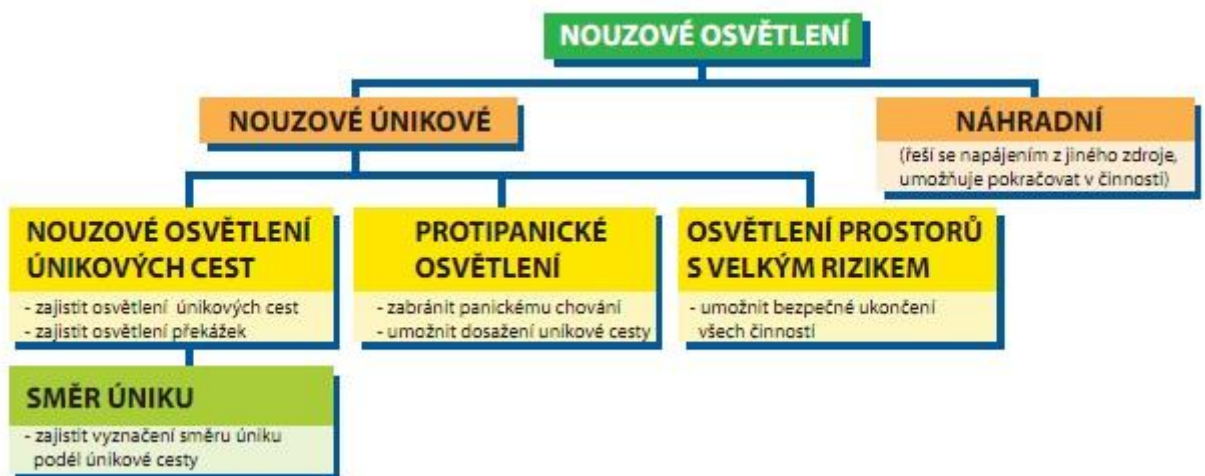 NOUZOVÉ OSVĚTLENÍ
NOUZOVÉ ÚNIKOVÉ
NÁHRADNÍ
(řeší se napájením z jiného zdroje,
umožňuje pokračovat v činnosti)
NOUZOVÉ OSVĚTLENÍ
ÚNIKOVÝCH CEST
- zajistit osvětlení únikových cest
- zajistit osvětlení překážek
PROTIPANICKÉ
OSVĚTLENÍ
- zabránit panickému chování
- umožnit dosažení unikové cesty
OSVĚTLENÍ PROSTORŮ
S VELKÝM RIZIKEM
- umožnit bezpečné ukončení
všech činností
SMĚR ÚNIKU
- zajistit vyznačení směru úniku
podél únikové cesty